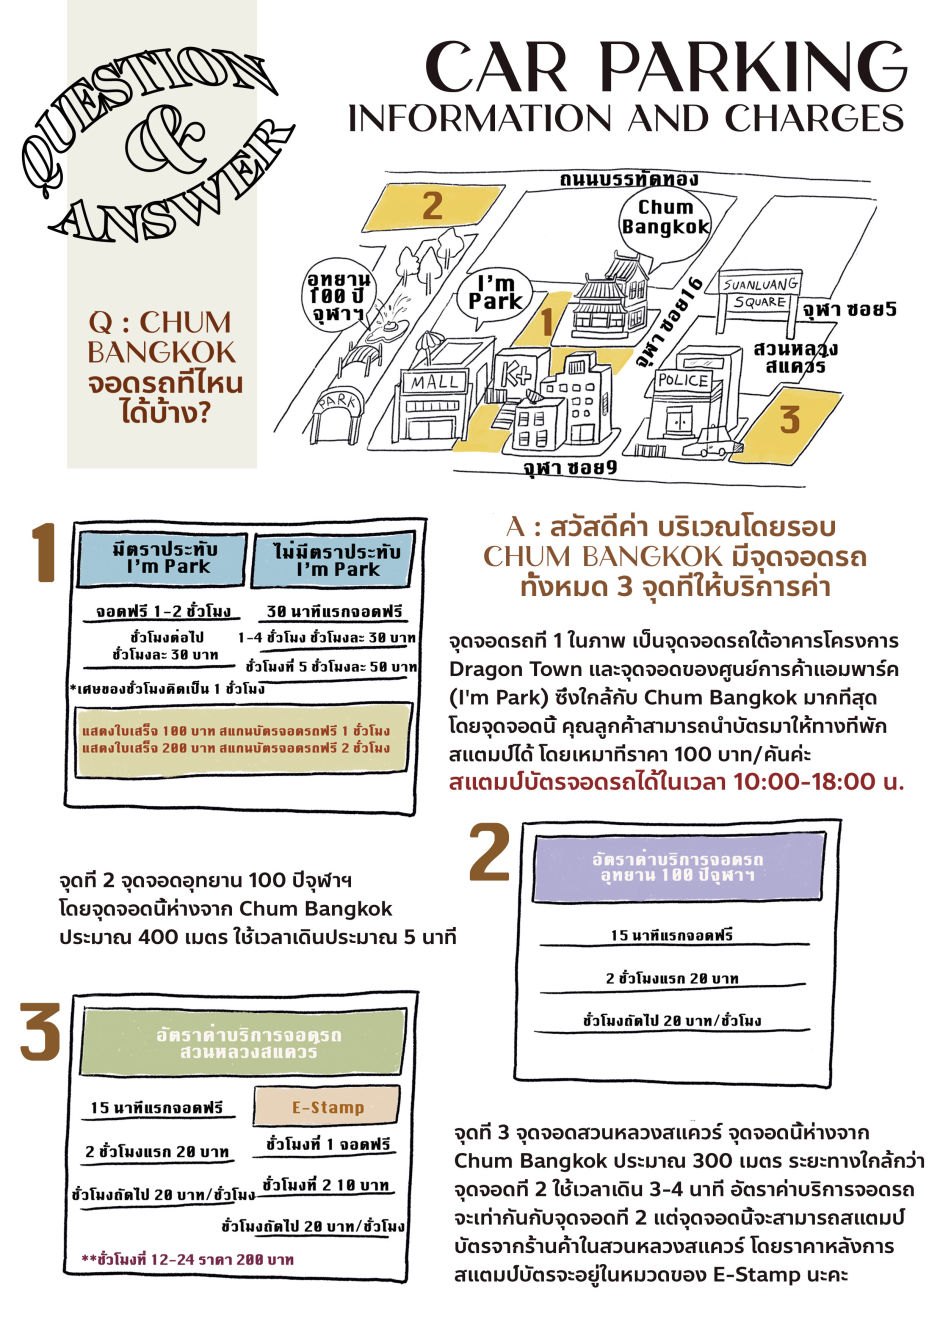 QUESTION
&
ANSWER
CAR PARKING
INFORMATION AND CHARGES
Q : CHUM
BANGKOK
จอดรถที่ไหน
ได้บ้าง?
ถนนบรรทัดทอง
2
Chum
Bangkok
อุทยาน
100 ปี
จุฬาฯ
I'm
Park
1
จุฬา ซอย16
SUANLUANG
SQUARE
จุฬา ซอย5
สวนหลวง
สแควร์
MALL
K+
POLICE
PARK
3
จุฬา ซอย9
1
มีตราประทับ
I'm Park
ไม่มีตราประทับ
I'm Park
จอดฟรี 1-2 ชั่วโมง
30 นาทีแรกจอดฟรี
ชั่วโมงต่อไป
ชั่วโมงละ 30 บาท
1-4 ชั่วโมง ชั่วโมงละ 30 บาท
ชั่วโมงที่ 5 ชั่วโมงละ 50 บาท
*เศษของชั่วโมงคิดเป็น 1 ชั่วโมง
แสดงใบเสร็จ 100 บาท สแกนบัตรจอดรถฟรี 1 ชั่วโมง
แสดงใบเสร็จ 200 บาท สแกนบัตรจอดรถฟรี 2 ชั่วโมง
A : สวัสดีค่า บริเวณโดยรอบ
CHUM BANGKOK มีจุดจอดรถ
ทั้งหมด 3 จุดที่ให้บริการค่า
จุดจอดรถที่ 1 ในภาพ เป็นจุดจอดรถใต้อาคารโครงการ
Dragon Town และจุดจอดของศูนย์การค้าแอมพาร์ค
(I'm Park) ซึ่งใกล้กับ Chum Bangkok มากที่สุด
โดยจุดจอดนี้ คุณลูกค้าสามารถนำบัตรมาให้ทางที่พัก
สแตมป์ได้ โดยเหมาที่ราคา 100 บาท/คันค่ะ
สแตมป์บัตรจอดรถได้ในเวลา 10:00-18:00 น.
2
อัตราค่าบริการจอดรถ
อุทยาน 100 ปีจุฬาฯ
15 นาทีแรกจอดฟรี
2 ชั่วโมงแรก 20 บาท
ชั่วโมงถัดไป 20 บาท/ชั่วโมง
จุดที่ 2 จุดจอดอุทยาน 100 ปีจุฬาฯ
โดยจุดจอดนี้ห่างจาก Chum Bangkok
ประมาณ 400 เมตร ใช้เวลาเดินประมาณ 5 นาที
3
อัตราค่าบริการจอดรถ
สวนหลวงสแควร์
15 นาทีแรกจอดฟรี
E-Stamp
2 ชั่วโมงแรก 20 บาท
ชั่วโมงที่ 1 จอดฟรี
ชั่วโมงถัดไป 20 บาท/ชั่วโมง
ชั่วโมงที่ 2 10 บาท
ชั่วโมงถัดไป 20 บาท/ชั่วโมง
**ชั่วโมงที่ 12-24 ราคา 200 บาท
จุดที่ 3 จุดจอดสวนหลวงสแควร์ จุดจอดนี้ห่างจาก
Chum Bangkok ประมาณ 300 เมตร ระยะทางใกล้กว่า
จุดจอดที่ 2 ใช้เวลาเดิน 3-4 นาที อัตราค่าบริการจอดรถ
จะเท่ากันกับจุดจอดที่ 2 แต่จุดจอดนี้จะสามารถสแตมป์
บัตรจากร้านค้าในสวนหลวงสแควร์ โดยราคาหลังการ
สแตมป์บัตรจะอยู่ในหมวดของ E-Stamp นะคะ